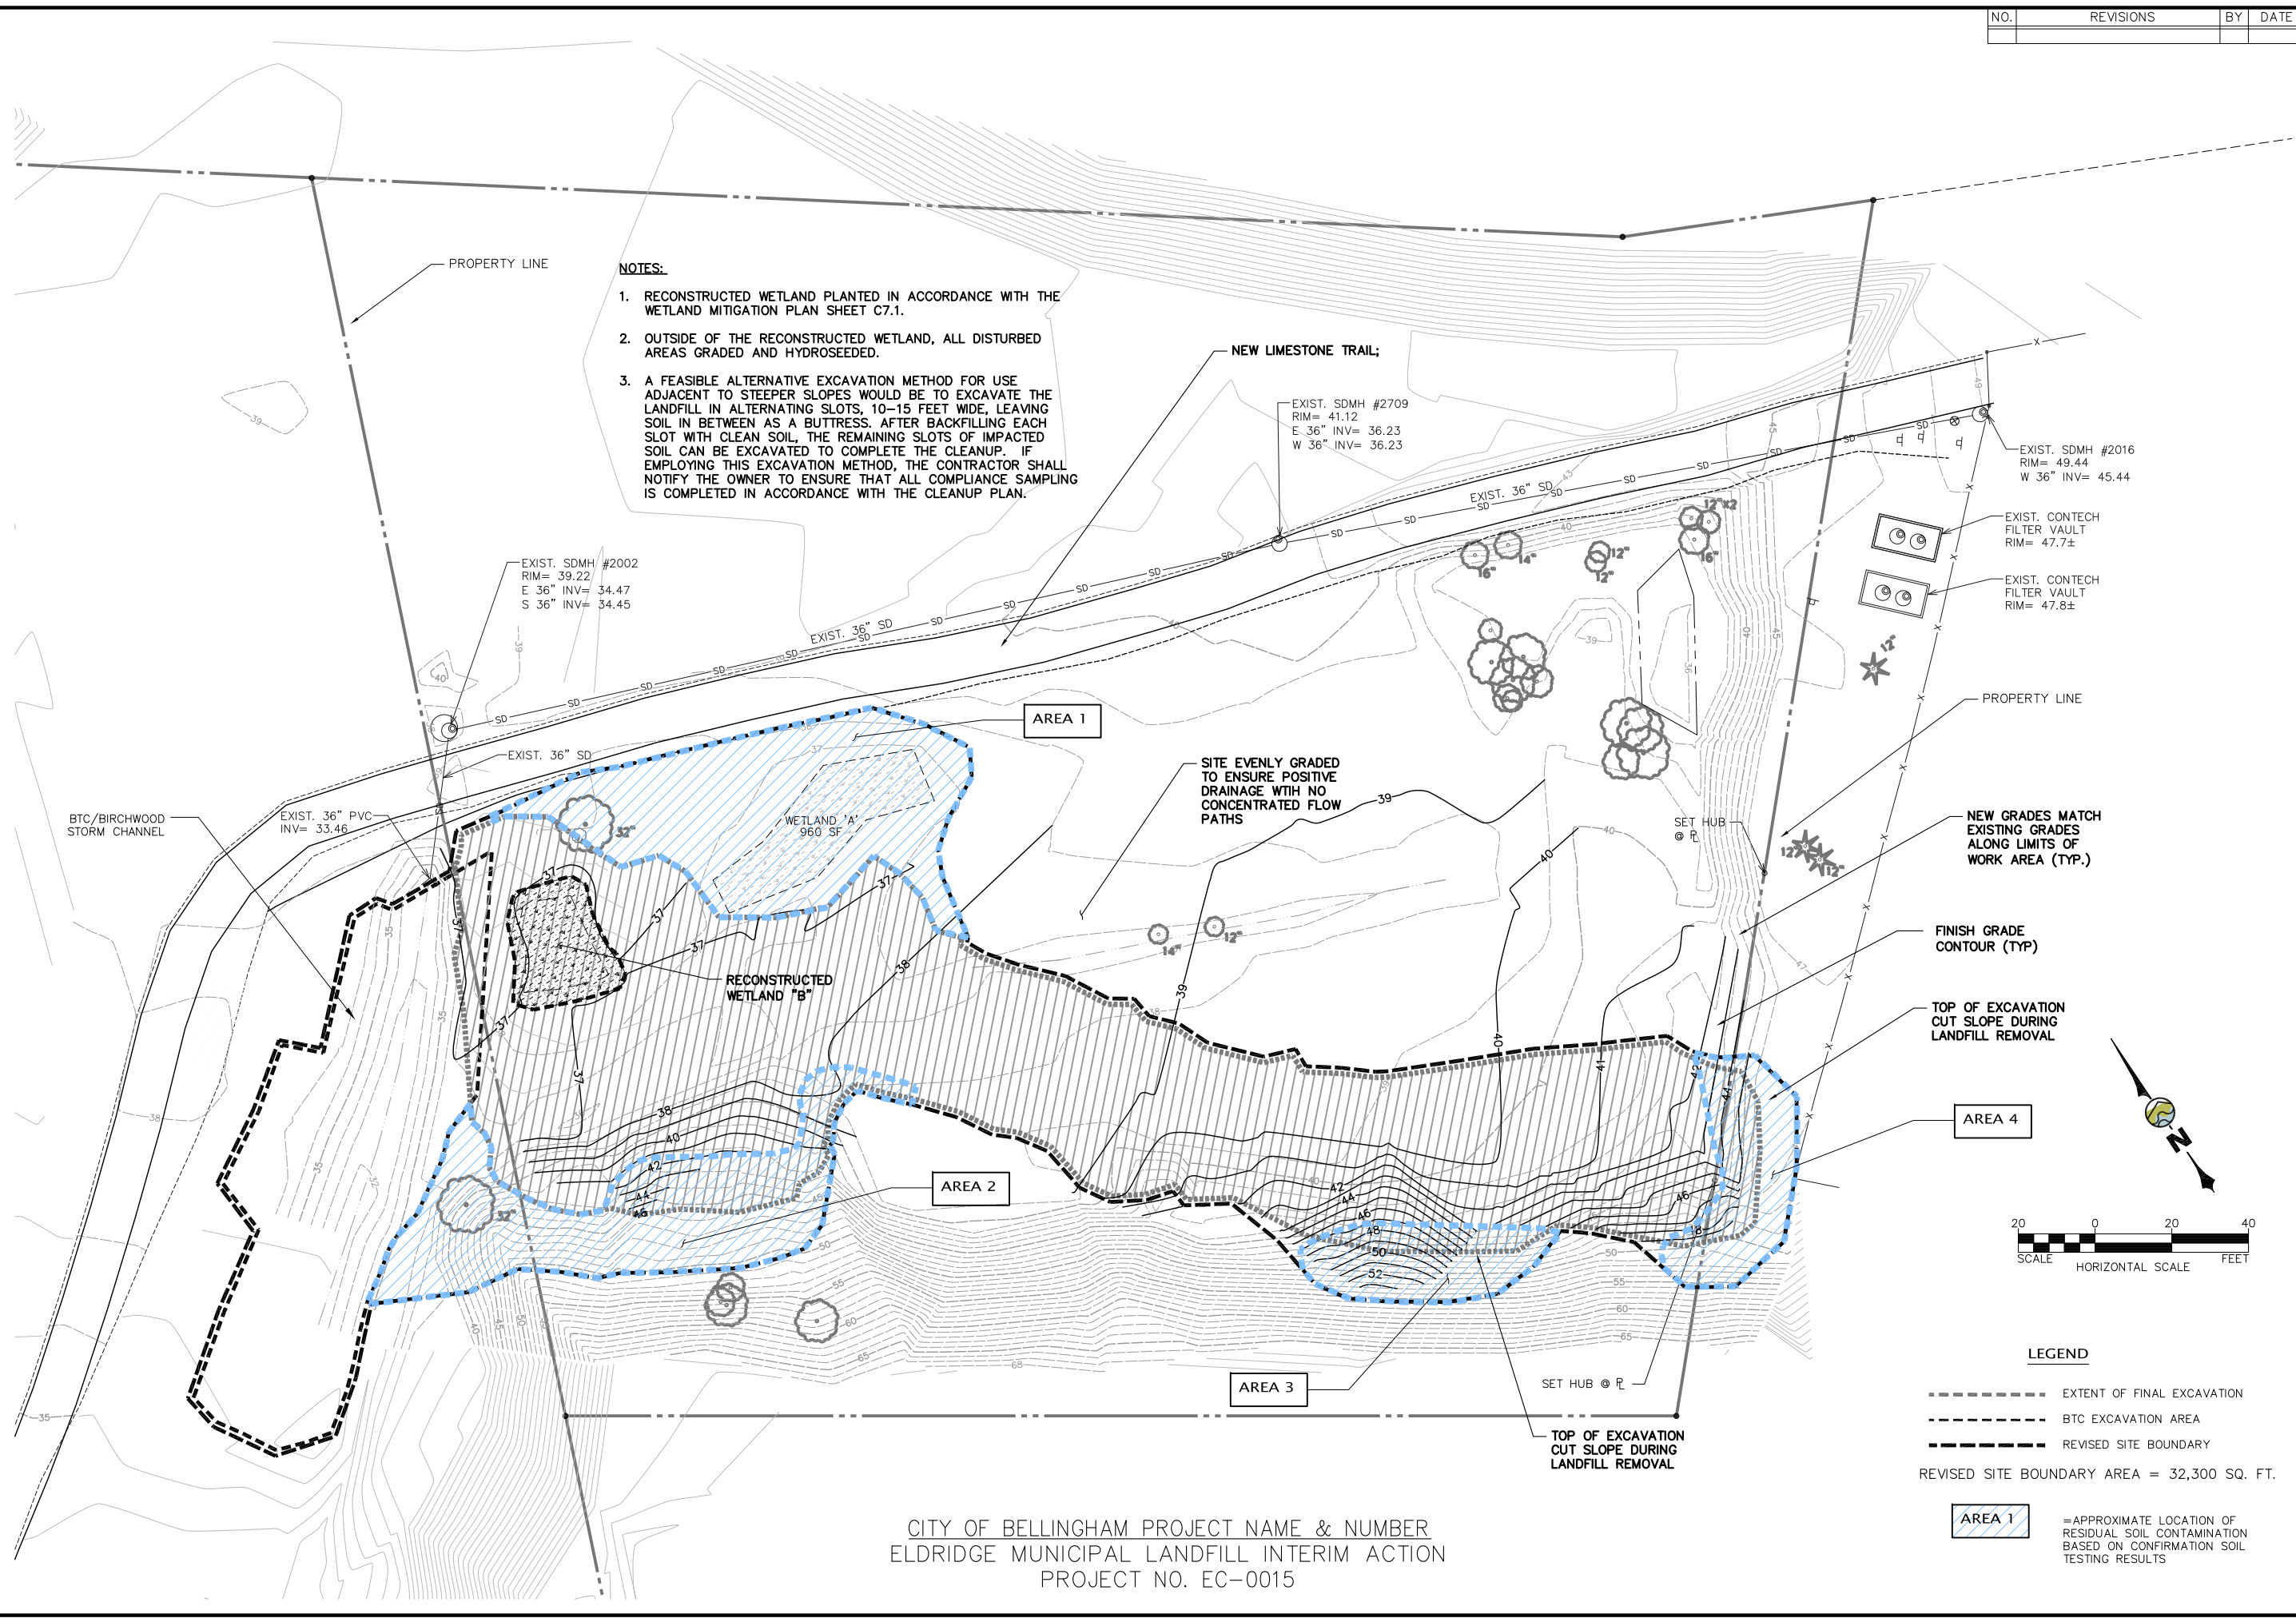 NO. REVISIONS BY DATE
PROPERTY LINE
NOTES:
1. RECONSTRUCTED WETLAND PLANTED IN ACCORDANCE WITH THE
WETLAND MITIGATION PLAN SHEET C7.1.
2. OUTSIDE OF THE RECONSTRUCTED WETLAND, ALL DISTURBED
AREAS GRADED AND HYDROSEEDED.
3. A FEASIBLE ALTERNATIVE EXCAVATION METHOD FOR USE
ADJACENT TO STEEPER SLOPES WOULD BE TO EXCAVATE THE
LANDFILL IN ALTERNATING SLOTS, 10-15 FEET WIDE, LEAVING
SOIL IN BETWEEN AS A BUTTRESS. AFTER BACKFILLING EACH
SLOT WITH CLEAN SOIL, THE REMAINING SLOTS OF IMPACTED
SOIL CAN BE EXCAVATED TO COMPLETE THE CLEANUP. IF
EMPLOYING THIS EXCAVATION METHOD, THE CONTRACTOR SHALL
NOTIFY THE OWNER TO ENSURE THAT ALL COMPLIANCE SAMPLING
IS COMPLETED IN ACCORDANCE WITH THE CLEANUP PLAN.
NEW LIMESTONE TRAIL;
EXIST. SDMH #2709
RIM= 41.12
E 36" INV= 36.23
W 36" INV= 36.23
EXIST. SDMH #2016
RIM= 49.44
W 36" INV= 45.44
EXIST. 36" SD
EXIST. CONTECH
FILTER VAULT
RIM= 47.7±
EXIST. CONTECH
FILTER VAULT
RIM= 47.8±
EXIST. SDMH #2002
RIM= 39.22
E 36" INV= 34.47
S 36" INV= 34.45
EXIST. 36" SD
12"x2
16"
16"
14"
12"
12"
12"
PROPERTY LINE
AREA 1
EXIST. 36" SD
EXIST. 36" PVC
INV= 33.46
BTC/BIRCHWOOD
STORM CHANNEL
32"
WETLAND 'A'
960 SF
SITE EVENLY GRADED
TO ENSURE POSITIVE
DRAINAGE WTIH NO
CONCENTRATED FLOW
PATHS
SET HUB
@ ℄
12"
12"
NEW GRADES MATCH
EXISTING GRADES
ALONG LIMITS OF
WORK AREA (TYP.)
14"
12"
FINISH GRADE
CONTOUR (TYP)
RECONSTRUCTED
WETLAND "B"
TOP OF EXCAVATION
CUT SLOPE DURING
LANDFILL REMOVAL
AREA 4
AREA 2
32"
N
20 0 20 40
SCALE HORIZONTAL SCALE FEET
AREA 3
SET HUB @ ℄
TOP OF EXCAVATION
CUT SLOPE DURING
LANDFILL REMOVAL
LEGEND
EXTENT OF FINAL EXCAVATION
BTC EXCAVATION AREA
REVISED SITE BOUNDARY
REVISED SITE BOUNDARY AREA = 32,300 SQ. FT.
AREA 1
=APPROXIMATE LOCATION OF
RESIDUAL SOIL CONTAMINATION
BASED ON CONFIRMATION SOIL
TESTING RESULTS
CITY OF BELLINGHAM PROJECT NAME & NUMBER
ELDRIDGE MUNICIPAL LANDFILL INTERIM ACTION
PROJECT NO. EC-0015